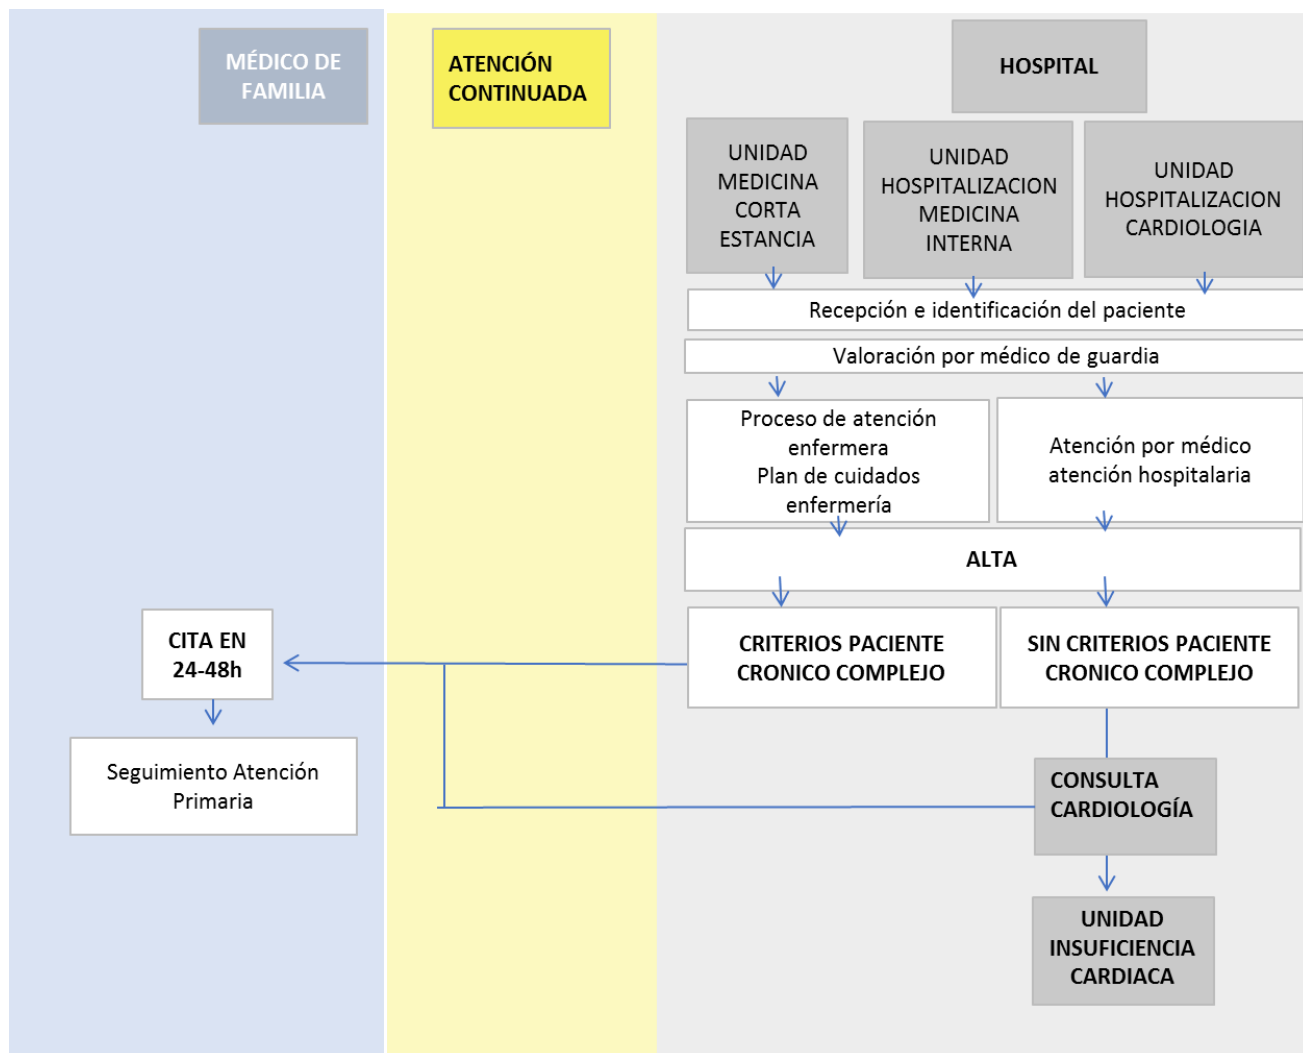 MÉDICO DE
FAMILIA
ATENCIÓN
CONTINUADA
HOSPITAL
UNIDAD
MEDICINA
CORTA
ESTANCIA
UNIDAD
HOSPITALIZACION
MEDICINA
INTERNA
UNIDAD
HOSPITALIZACION
CARDIOLOGIA
Recepción e identificación del paciente
Valoración por médico de guardia
Proceso de atención
enfermera
Plan de cuidados
enfermería
Atención por médico
atención hospitalaria
ALTA
CITA EN
24-48h
CRITERIOS PACIENTE
CRONICO COMPLEJO
SIN CRITERIOS PACIENTE
CRONICO COMPLEJO
Seguimiento Atención
Primaria
CONSULTA
CARDIOLOGÍA
UNIDAD
INSUFICIENCIA
CARDIACA